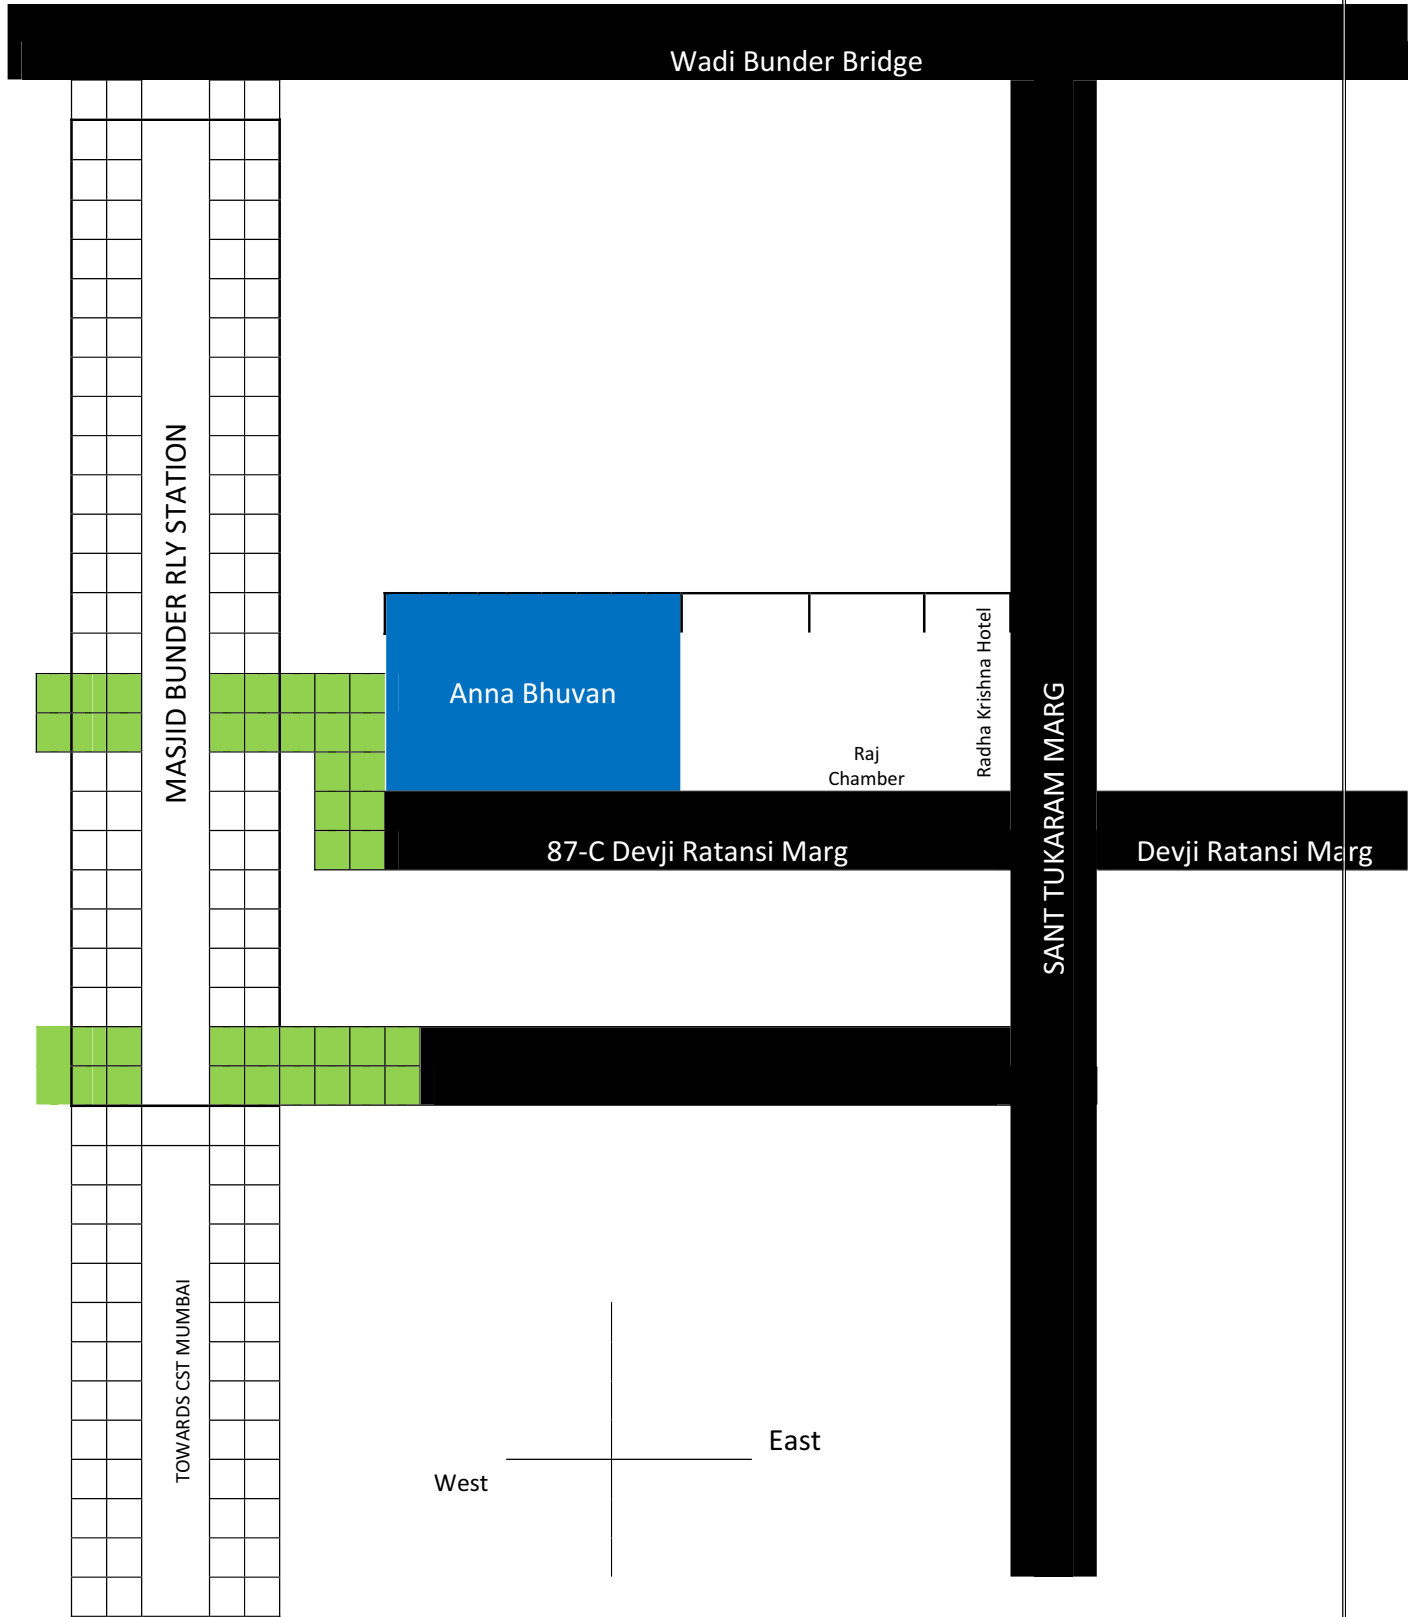 Wadi Bunder Bridge
MASJID BUNDER RLY STATION
Anna Bhuvan
Raj
Chamber
Radha Krishna Hotel
SANT TUKARAM MARG
87-C Devji Ratansi Marg
Devji Ratansi Marg
TOWARDS CST MUMBAI
East
West